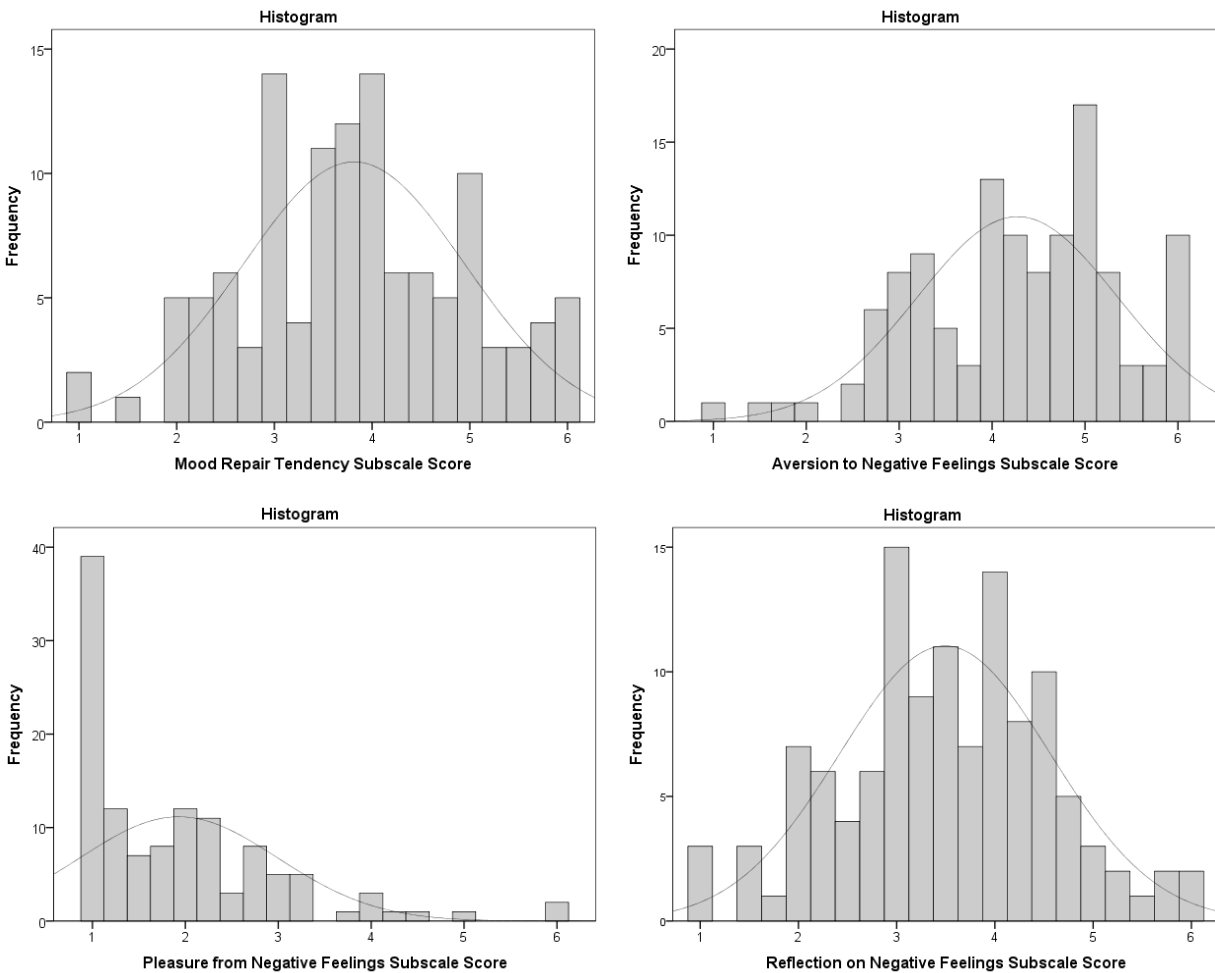 Histogram
15
10
5
0
Frequency
1 2 3 4 5 6
Mood Repair Tendency Subscale Score
Histogram
20
15
10
5
0
Frequency
1 2 3 4 5 6
Aversion to Negative Feelings Subscale Score
Histogram
40
30
20
10
0
Frequency
1 2 3 4 5 6
Pleasure from Negative Feelings Subscale Score
Histogram
15
10
5
0
Frequency
1 2 3 4 5 6
Reflection on Negative Feelings Subscale Score